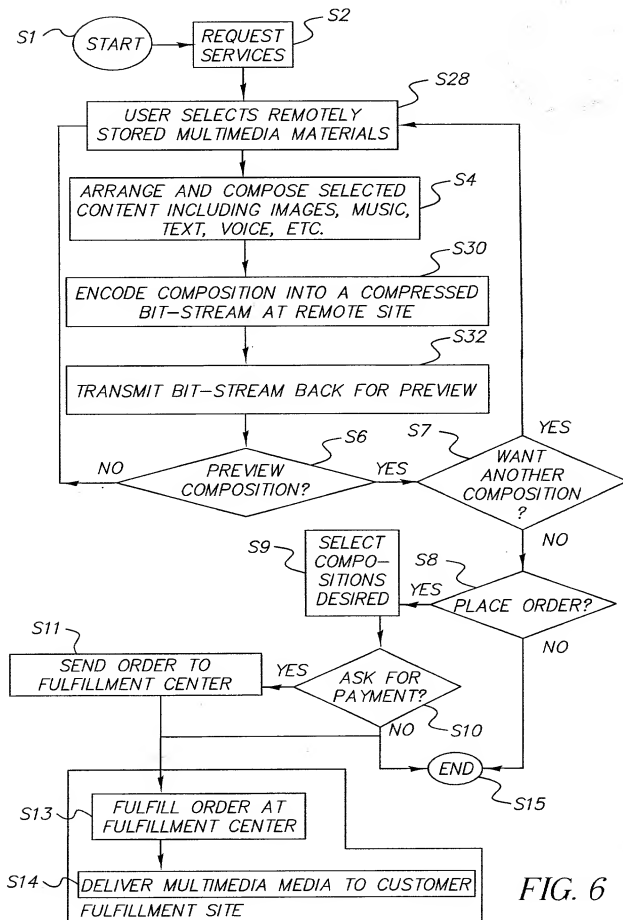 S1
START
S2
REQUEST
SERVICES
S28
USER SELECTS REMOTELY
STORED MULTIMEDIA MATERIALS
S4
ARRANGE AND COMPOSE SELECTED
CONTENT INCLUDING IMAGES, MUSIC,
TEXT, VOICE, ETC.
S30
ENCODE COMPOSITION INTO A COMPRESSED
BIT-STREAM AT REMOTE SITE
S32
TRANSMIT BIT-STREAM BACK FOR PREVIEW
S6
NO
PREVIEW
COMPOSITION?
YES
S7
YES
WANT
ANOTHER
COMPOSITION
?
NO
S9
SELECT
COMPO-
SITIONS
DESIRED
S8
YES
PLACE ORDER?
NO
S11
SEND ORDER TO
FULFILLMENT CENTER
YES
ASK FOR
PAYMENT?
S10
NO
END
S15
S13
FULFILL ORDER AT
FULFILLMENT CENTER
S14
DELIVER MULTIMEDIA MEDIA TO CUSTOMER
FULFILLMENT SITE
FIG. 6